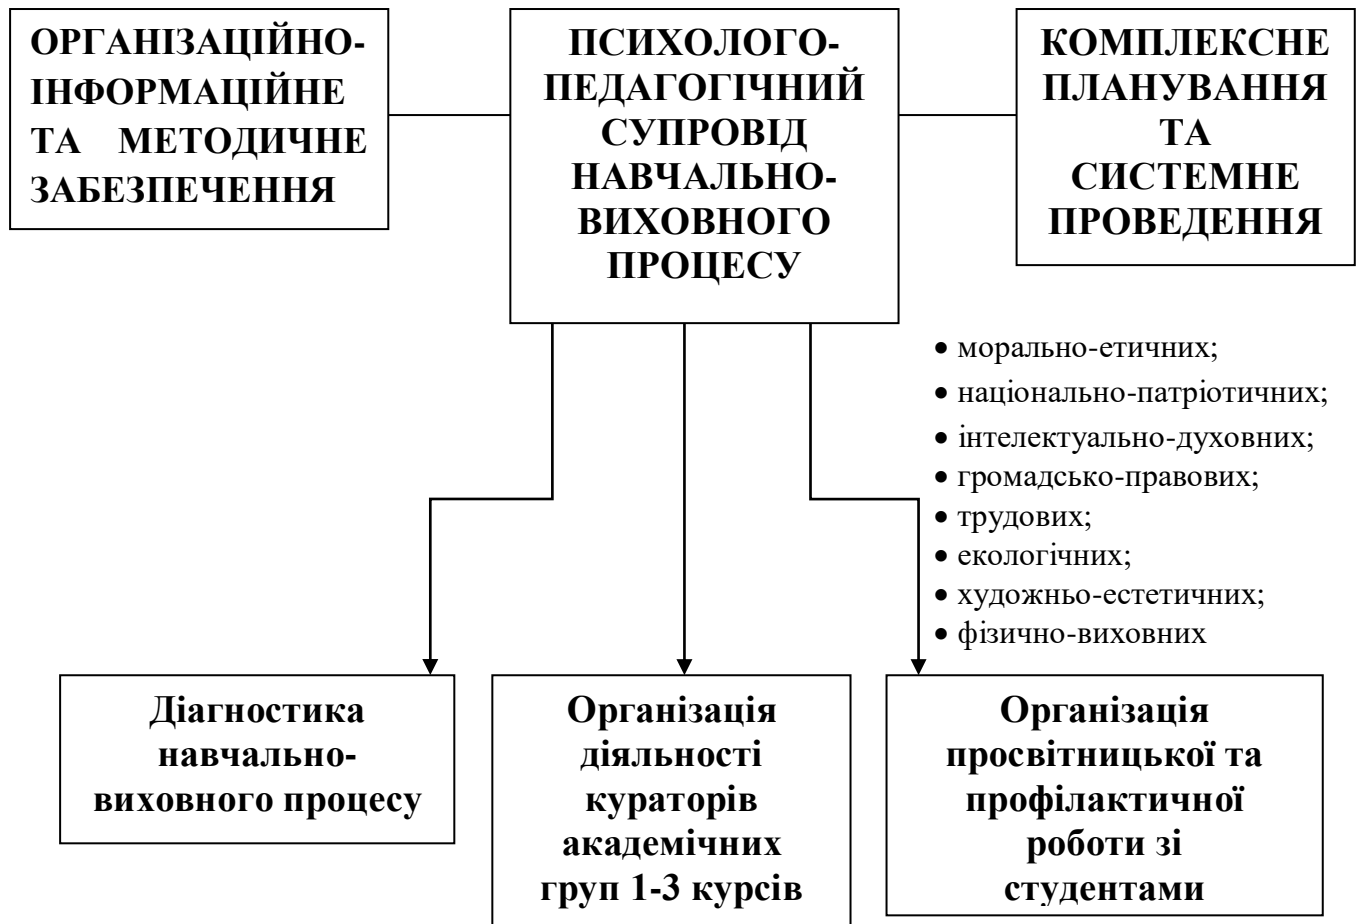 ОРГАНІЗАЦІЙНО-
ІНФОРМАЦІЙНЕ
ТА МЕТОДИЧНЕ
ЗАБЕЗПЕЧЕННЯ
ПСИХОЛОГО-
ПЕДАГОГІЧНИЙ
СУПРОВІД
НАВЧАЛЬНО-
ВИХОВНОГО
ПРОЦЕСУ
КОМПЛЕКСНЕ
ПЛАНУВАННЯ
ТА
СИСТЕМНЕ
ПРОВЕДЕННЯ
• морально-етичних;
• національно-патріотичних;
• інтелектуально-духовних;
• громадсько-правових;
• трудових;
• екологічних;
• художньо-естетичних;
• фізично-виховних
Діагностика
навчально-
виховного процесу
Організація
діяльності
кураторів
академічних
груп 1-3 курсів
Організація
просвітницької та
профілактичної
роботи зі
студентами